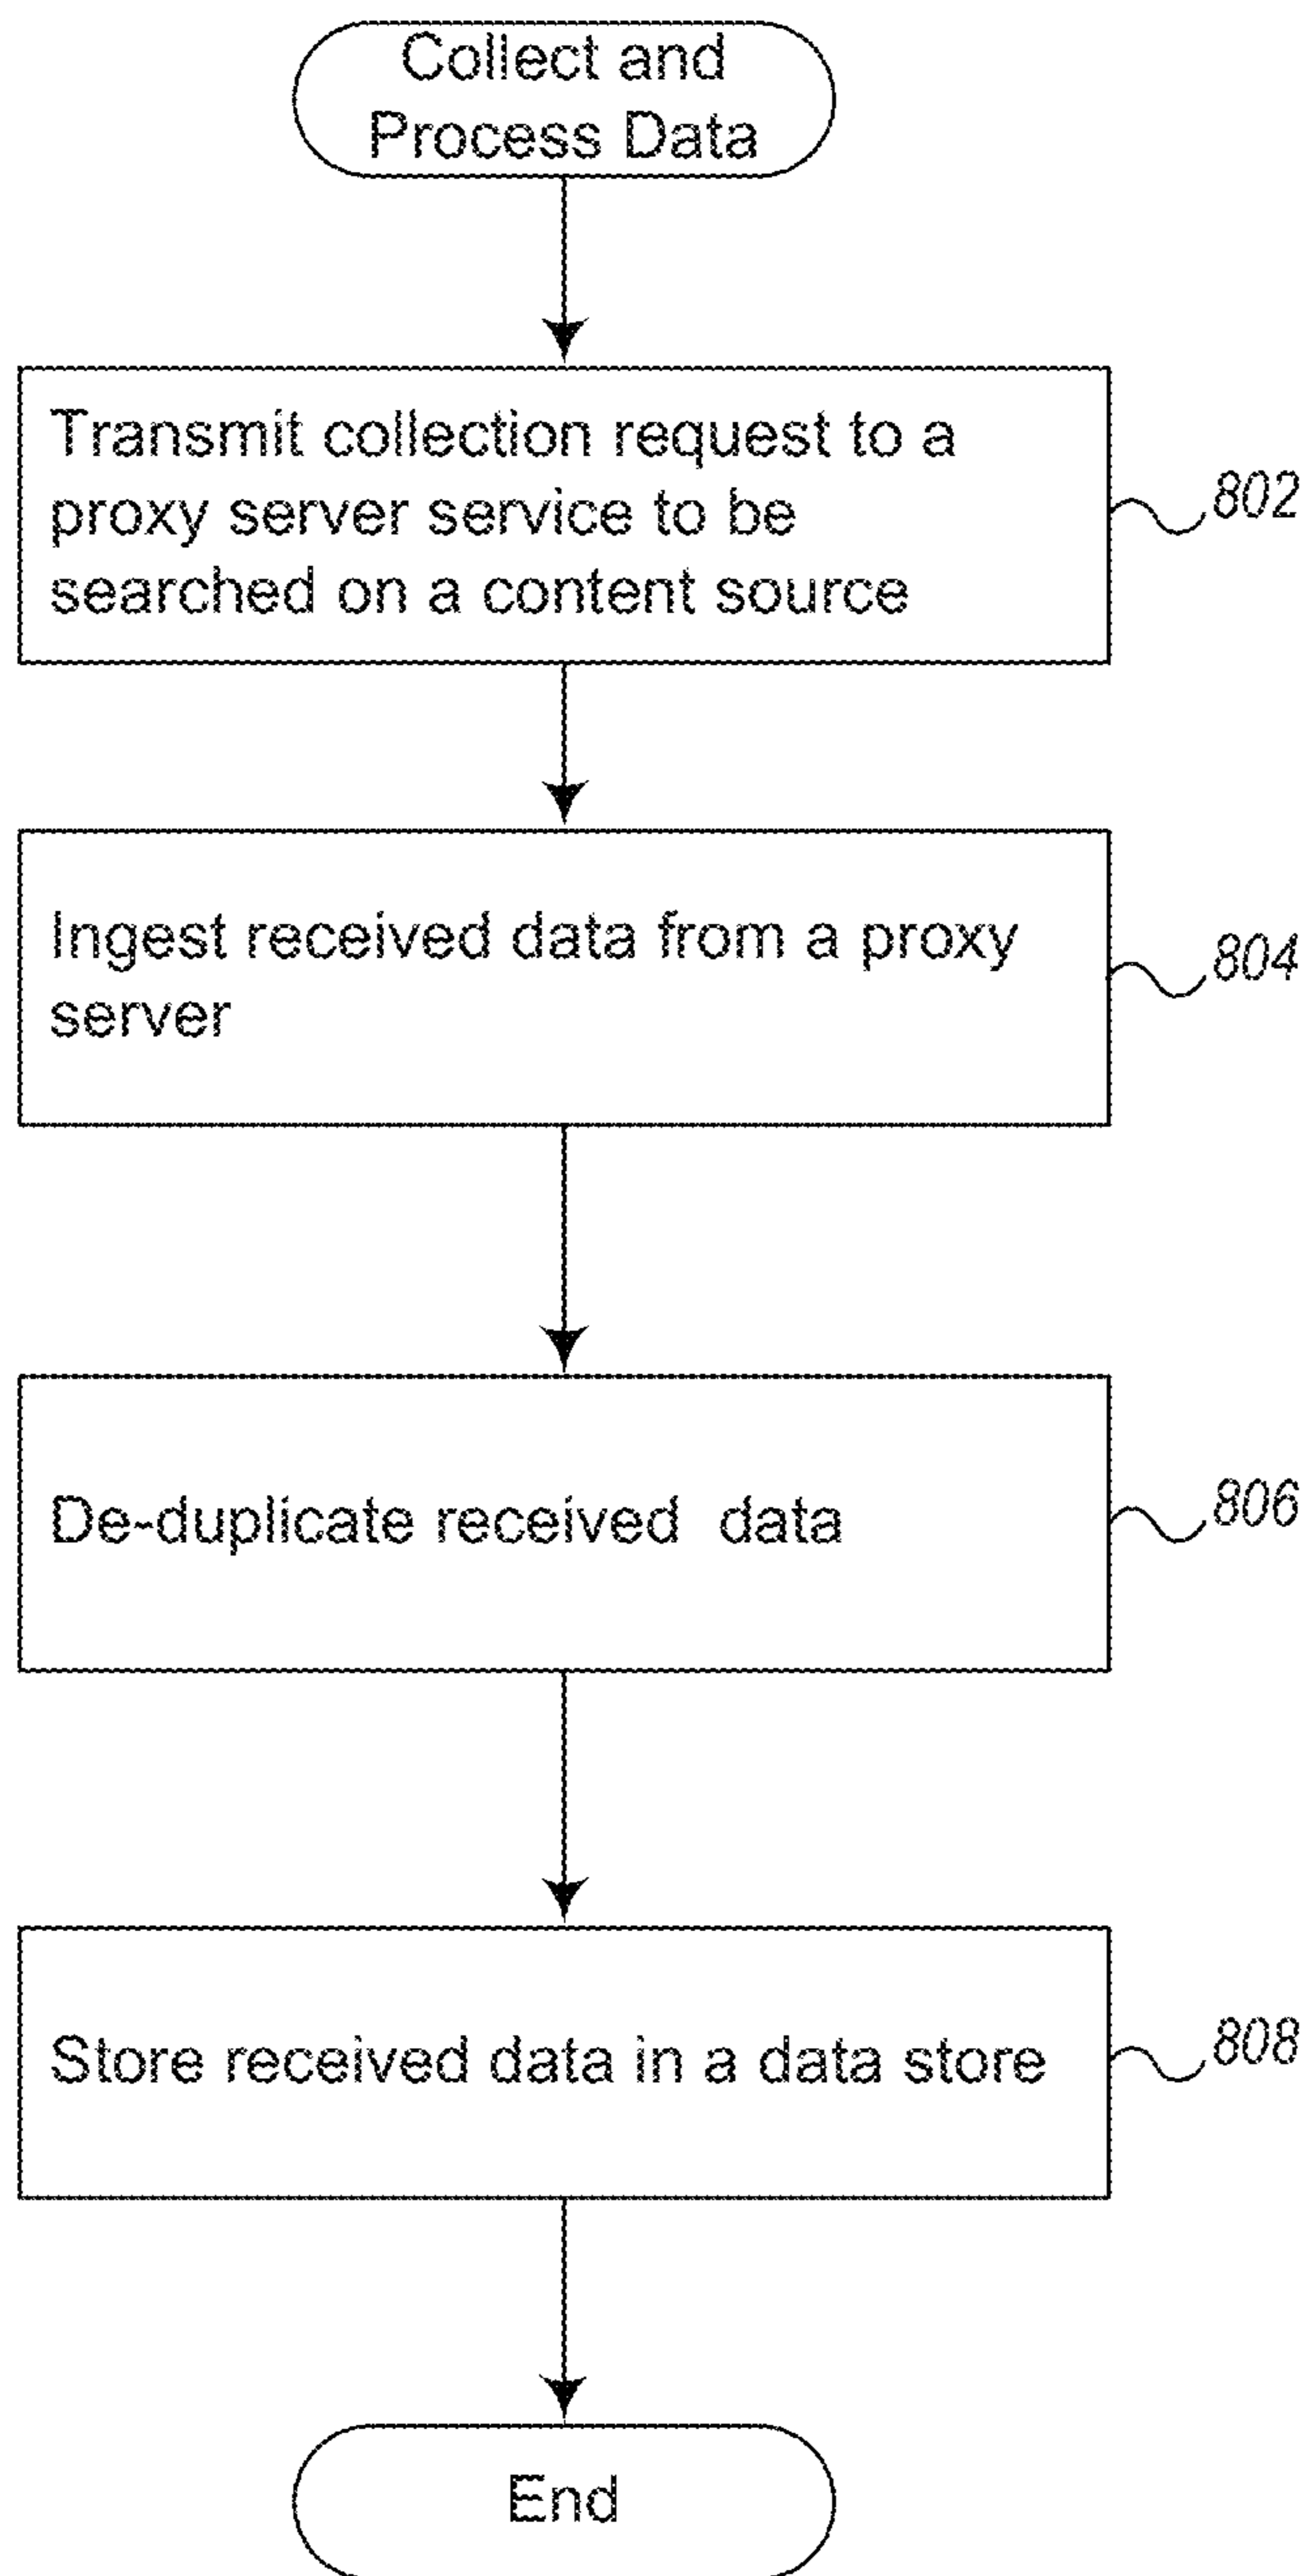 Collect and
Process Data
Transmit collection request to a
proxy server service to be
searched on a content source
802
Ingest received data from a proxy
server
804
De-duplicate received data
806
Store received data in a data store
808
End